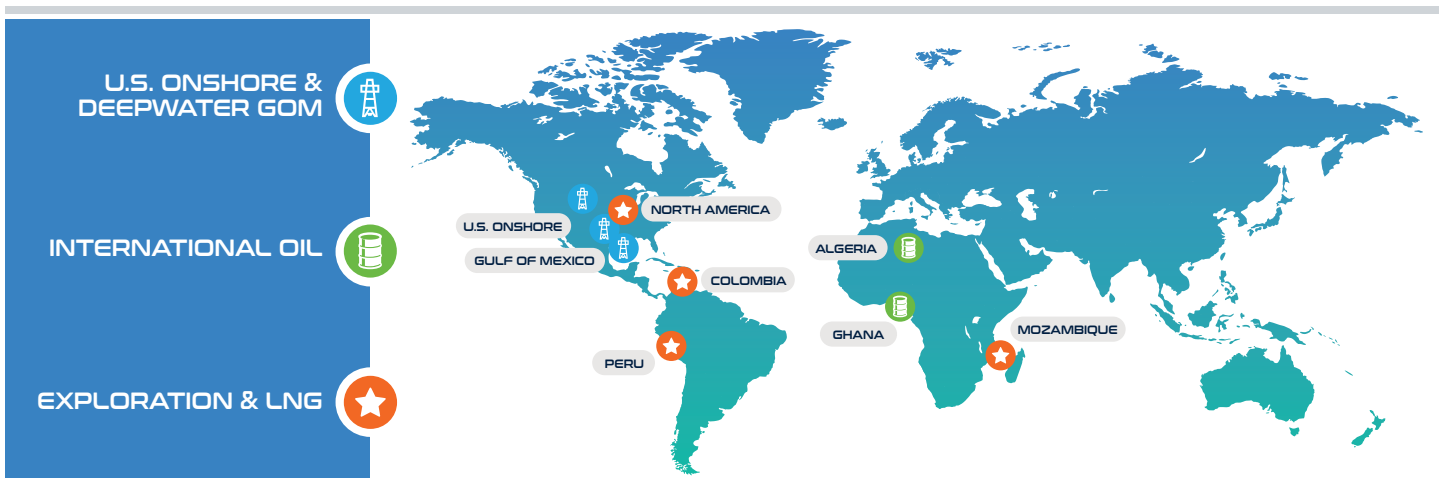 U.S. ONSHORE &
DEEPWATER GOM
INTERNATIONAL OIL
EXPLORATION & LNG
NORTH AMERICA
U.S. ONSHORE
GULF OF MEXICO
COLOMBIA
PERU
ALGERIA
GHANA
MOZAMBIQUE